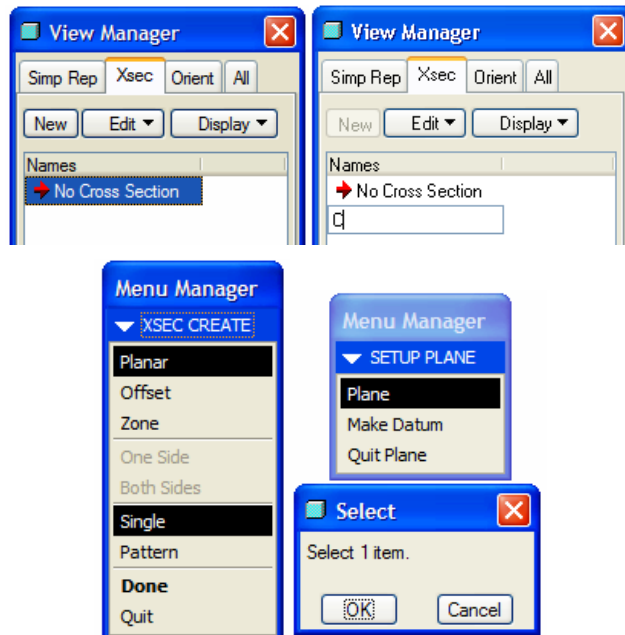 View Manager
Simp Rep Xsec Orient All
New Edit Display
Names
No Cross Section
View Manager
Simp Rep Xsec Orient All
New Edit Display
Names
No Cross Section
C
Menu Manager
XSEC CREATE
Planar
Offset
Zone
One Side
Both Sides
Single
Pattern
Done
Quit
Menu Manager
SETUP PLANE
Plane
Make Datum
Quit Plane
Select
Select 1 item.
OK Cancel